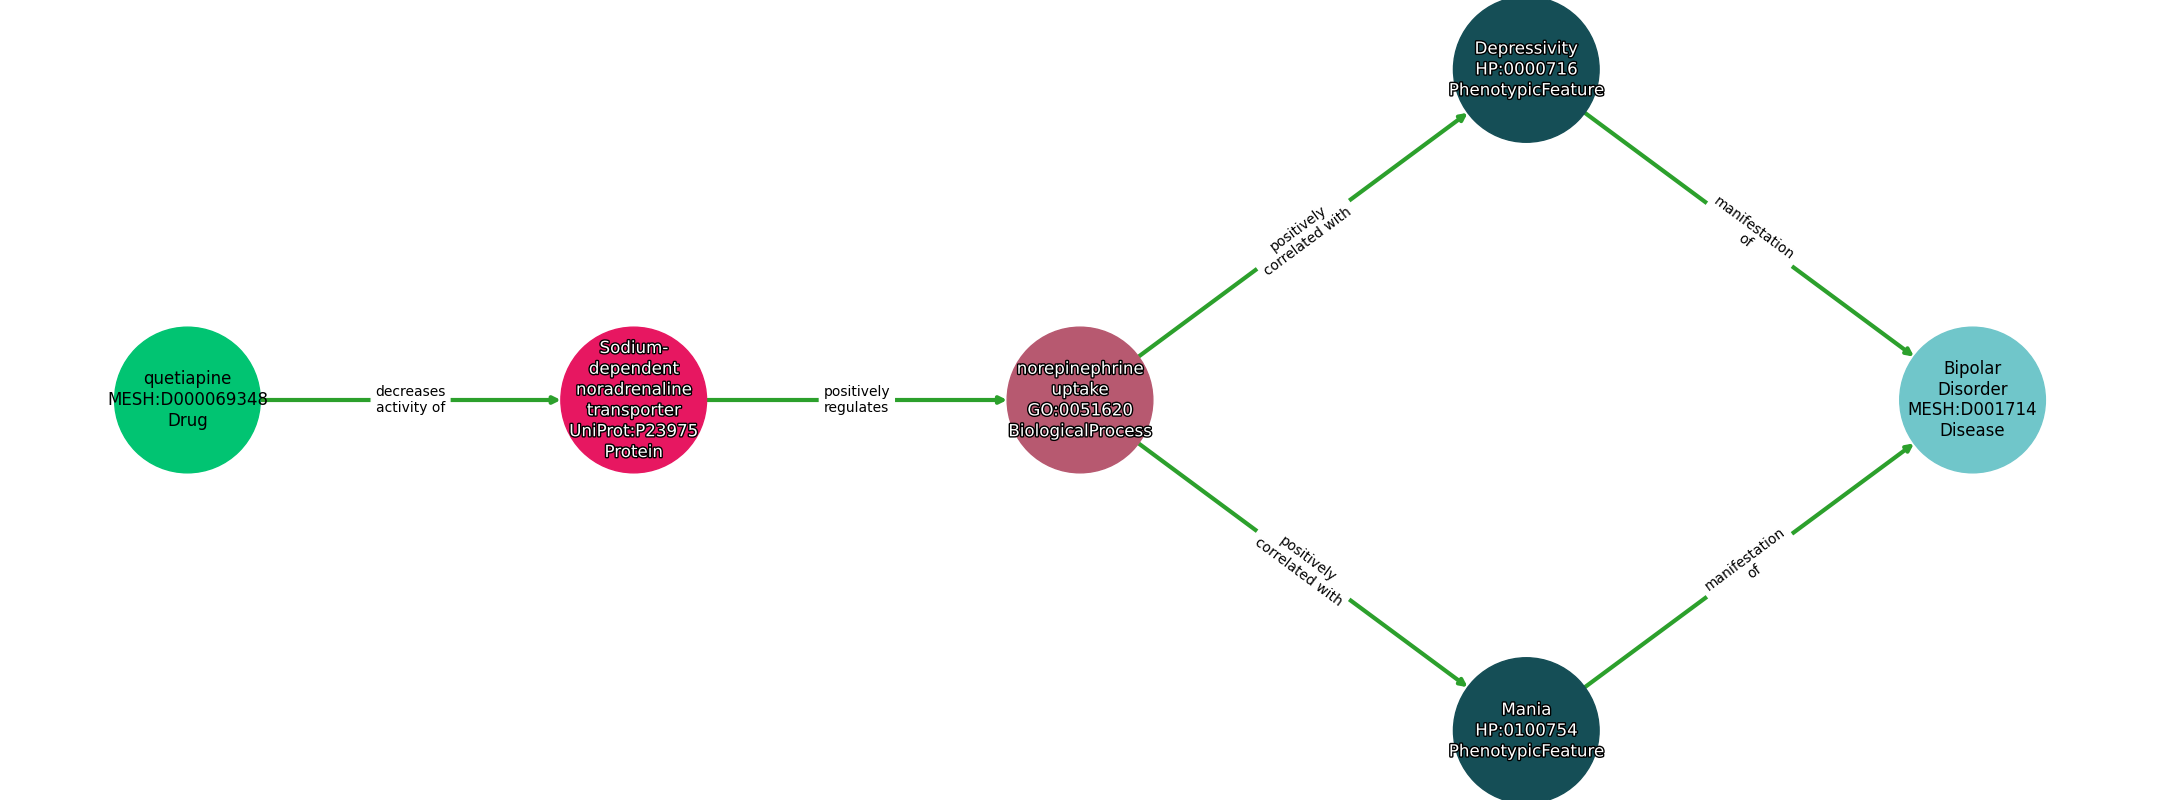 quetiapine
MESH:D000069348
Drug
decreases
activity of
Sodium-
dependent
noradrenaline
transporter
UniProt:P23975
Protein
positively
regulates
norepinephrine
uptake
GO:0051620
BiologicalProcess
positively
correlated with
Depressivity
HP:0000716
PhenotypicFeature
manifestation
of
positively
correlated with
Mania
HP:0100754
PhenotypicFeature
manifestation
of
Bipolar
Disorder
MESH:D001714
Disease